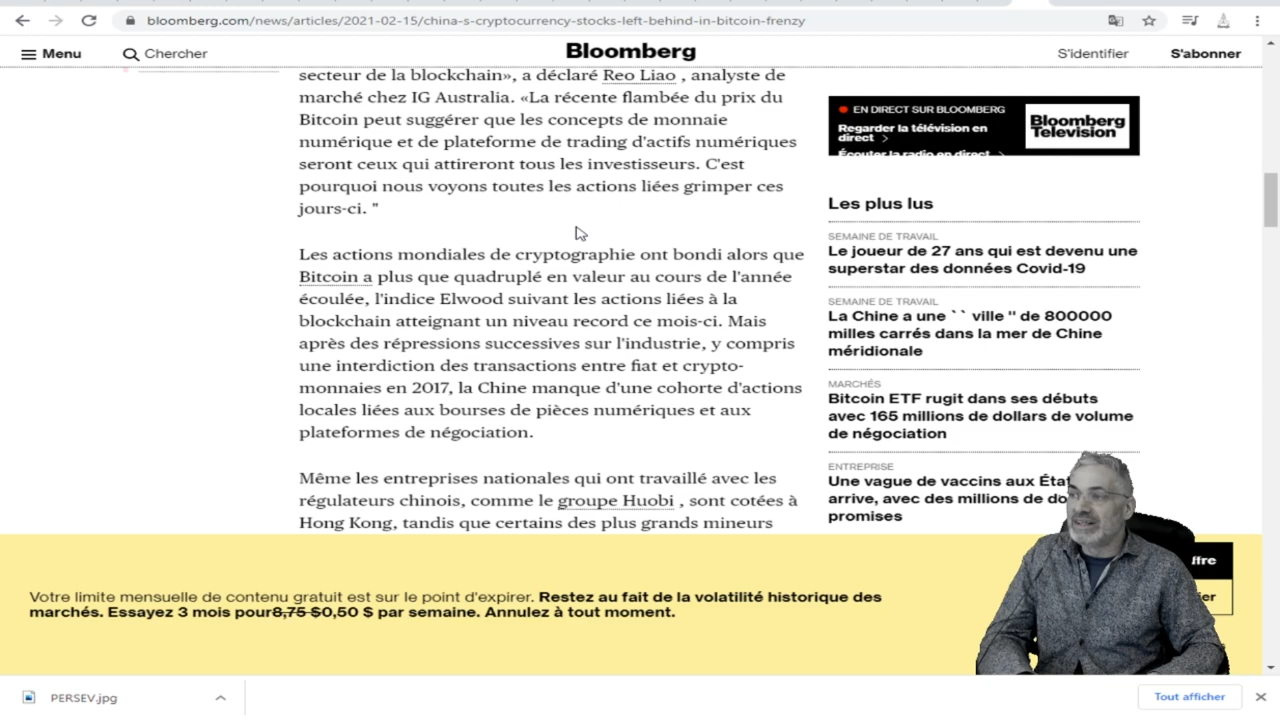 bloomberg.com/news/articles/2021-02-15/china-s-cryptocurrency-stocks-left-behind-in-bitcoin-frenzy
Menu
Chercher
Bloomberg
S'identifier
S'abonner
secteur de la blockchain», a déclaré Reo Liao , analyste de
marché chez IG Australia. «La récente flambée du prix du
Bitcoin peut suggérer que les concepts de monnaie
numérique et de plateforme de trading d'actifs numériques
seront ceux qui attireront tous les investisseurs. C'est
pourquoi nous voyons toutes les actions liées grimper ces
jours-ci. "
Les actions mondiales de cryptographie ont bondi alors que
Bitcoin a plus que quadruplé en valeur au cours de l'année
écoulée, l'indice Elwood suivant les actions liées à la
blockchain atteignant un niveau record ce mois-ci. Mais
après des répressions successives sur l'industrie, y compris
une interdiction des transactions entre fiat et crypto-
monnaies en 2017, la Chine manque d'une cohorte d'actions
locales liées aux bourses de pièces numériques et aux
plateformes de négociation.
Même les entreprises nationales qui ont travaillé avec les
régulateurs chinois, comme le groupe Huobi , sont cotées à
Hong Kong, tandis que certains des plus grands mineurs
EN DIRECT SUR BLOOMBERG
Regarder la télévision en
direct >
Écouter la radio en direct >
Bloomberg
Television
Les plus lus
SEMAINE DE TRAVAIL
Le joueur de 27 ans qui est devenu une
superstar des données Covid-19
SEMAINE DE TRAVAIL
La Chine a une `` ville '' de 800000
milles carrés dans la mer de Chine
méridionale
MARCHÉS
Bitcoin ETF rugit dans ses débuts
avec 165 millions de dollars de volume
de négociation
ENTREPRISE
Une vague de vaccins aux
arrive, avec des millions de
promises
Votre limite mensuelle de contenu gratuit est sur le point d'expirer. Restez au fait de la volatilité historique des
marchés. Essayez 3 mois pour8,75 $0,50 $ par semaine. Annulez à tout moment.
PERSEV.jpg
Tout afficher